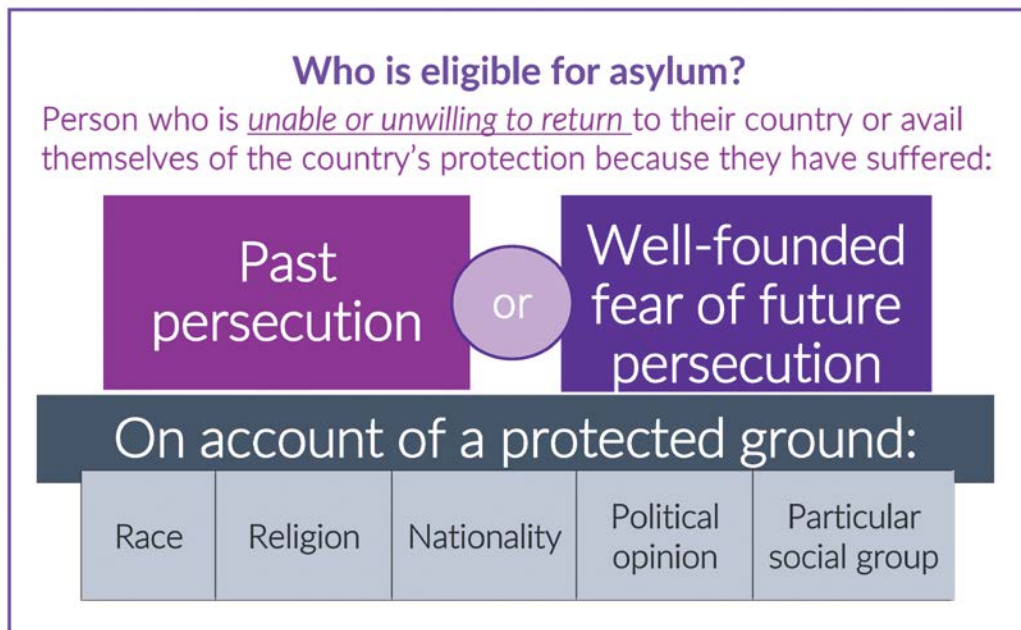 Who is eligible for asylum?
Person who is unable or unwilling to return to their country or avail
themselves of the country's protection because they have suffered:
Past
persecution
or
Well-founded
fear of future
persecution
On account of a protected ground:
Race
Religion
Nationality
Political
opinion
Particular
social group